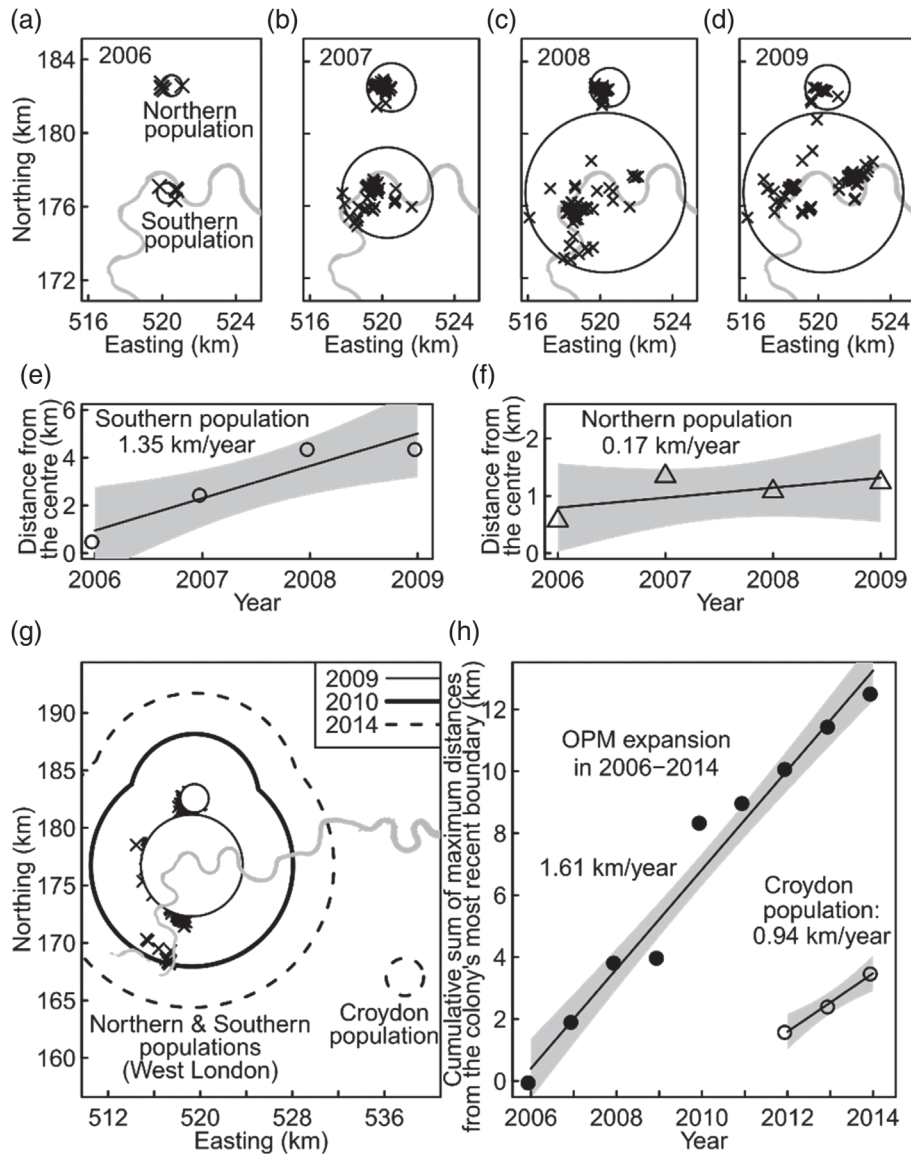 (a)
(b)
(c)
(d)
184
180
176
172
Northing (km)
2006
Northern
population
Southern
population
2007
2008
2009
516 520 524
516 520 524
516 520 524
516 520 524
Easting (km)
Easting (km)
Easting (km)
Easting (km)
(e)
6
4
2
0
Distance from
the centre (km)
Southern population
1.35 km/year
2006 2007 2008 2009
Year
(f)
2
1
0
Distance from
the centre (km)
Northern population
0.17 km/year
2006 2007 2008 2009
Year
(g)
190
185
180
175
170
165
160
Northing (km)
2009
2010
2014
Northern & Southern
populations
(West London)
Croydon
population
512 520 528 536
Easting (km)
(h)
Cumulative sum of maximum distances
from the colony's most recent boundary (km)
12
10
8
6
4
2
0
OPM expansion
in 2006−2014
1.61 km/year
Croydon
population:
0.94 km/year
2006 2008 2010 2012 2014
Year